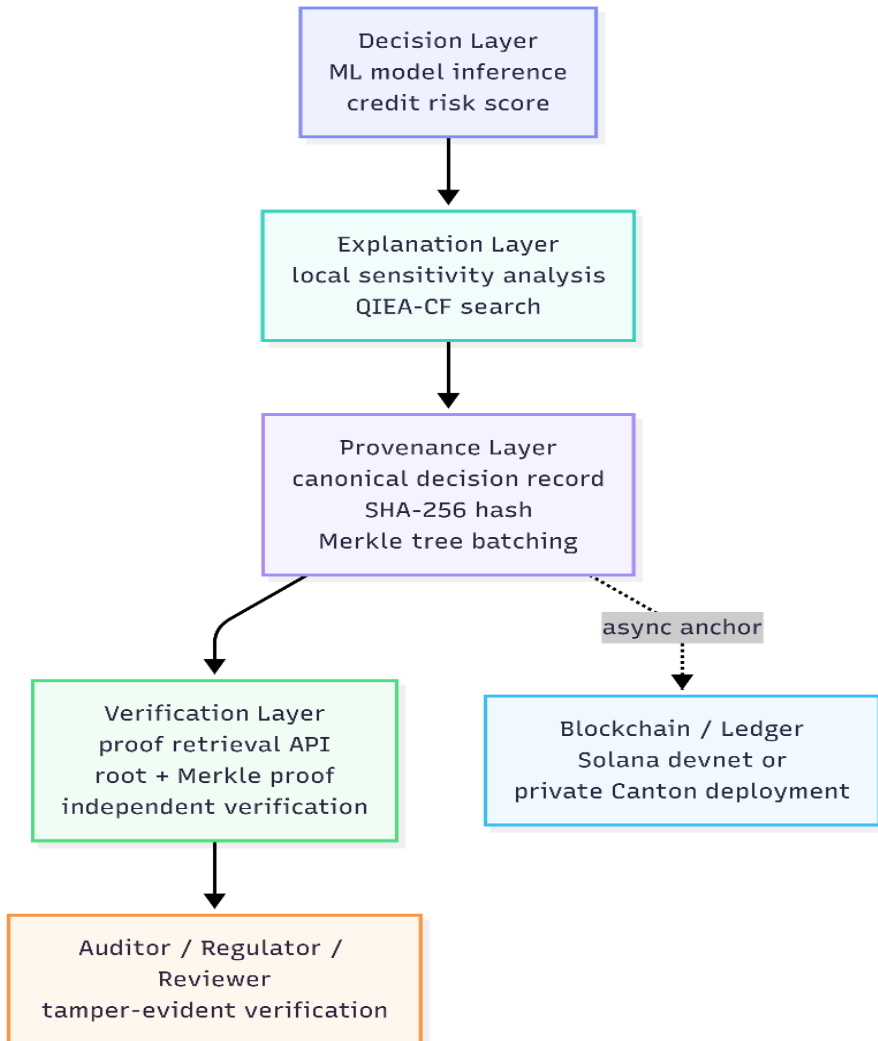 Decision Layer
ML model inference
credit risk score
Explanation Layer
local sensitivity analysis
QIEA-CF search
Provenance Layer
canonical decision record
SHA-256 hash
Merkle tree batching
async anchor
Verification Layer
proof retrieval API
root + Merkle proof
independent verification
Blockchain / Ledger
Solana devnet or
private Canton deployment
Auditor / Regulator /
Reviewer
tamper-evident verification